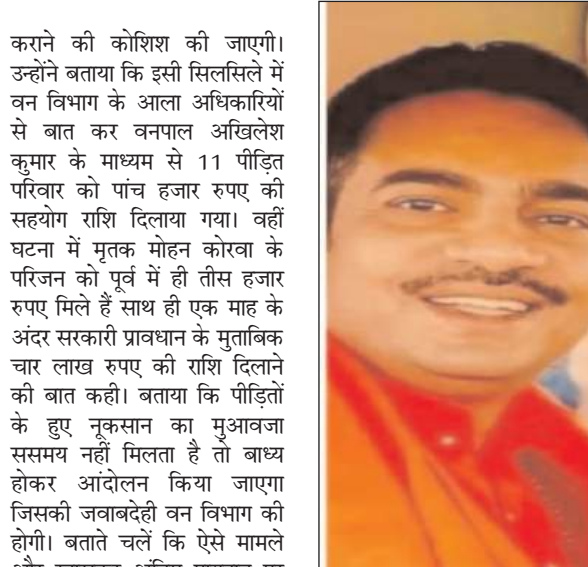 कराने की कोशिश की जाएगी।
उन्होंने बताया कि इसी सिलसिले में
वन विभाग के आला अधिकारियों
से बात कर वनपाल अखिलेश
कुमार के माध्यम से 11 पीड़ित
परिवार को पांच हजार रुपए की
सहयोग राशि दिलाया गया। वहीं
घटना में मृतक मोहन कोरवा के
परिजन को पूर्व में ही तीस हजार
रुपए मिले हैं साथ ही एक माह के
अंदर सरकारी प्रावधान के मुताबिक
चार लाख रुपए की राशि दिलाने
की बात कही। बताया कि पीड़ितों
के हुए नूकसान का मुआवजा
ससमय नहीं मिलता है तो बाध्य
होकर आंदोलन किया जाएगा
जिसकी जवाबदेही वन विभाग की
होगी। बताते चलें कि ऐसे मामले